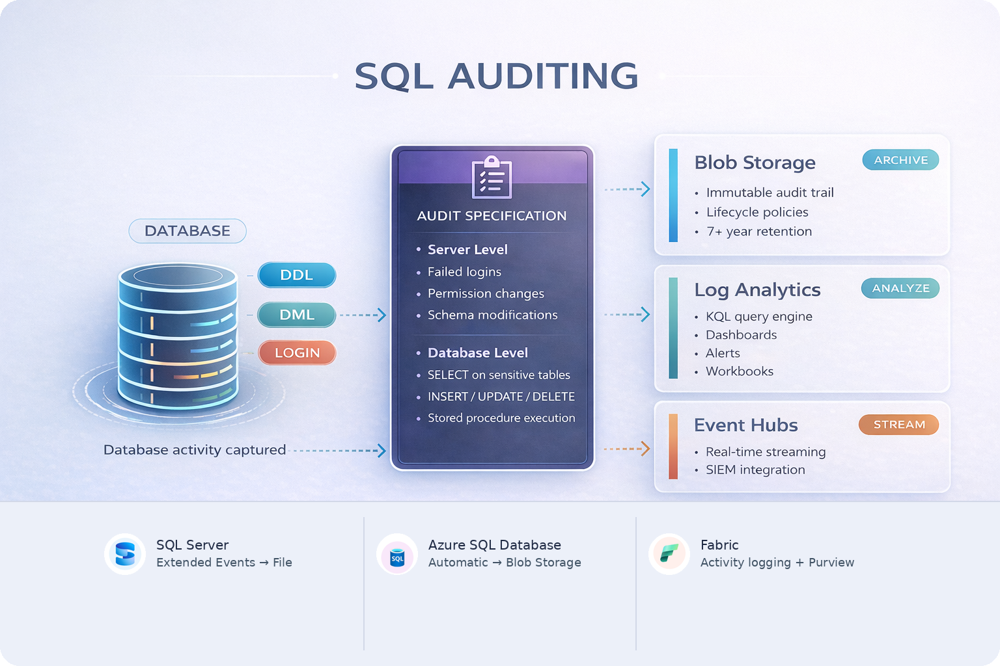 SQL AUDITING
DATABASE
DDL
DML
LOGIN
Database activity captured
AUDIT SPECIFICATION
• Server Level
• Failed logins
• Permission changes
• Schema modifications
• Database Level
• SELECT on sensitive tables
• INSERT / UPDATE / DELETE
• Stored procedure execution
Blob Storage
ARCHIVE
• Immutable audit trail
• Lifecycle policies
• 7+ year retention
Log Analytics
ANALYZE
• KQL query engine
• Dashboards
• Alerts
• Workbooks
Event Hubs
STREAM
• Real-time streaming
• SIEM integration
SQL Server
Extended Events → File
SQL
Azure SQL Database
Automatic → Blob Storage
Fabric
Activity logging + Purview